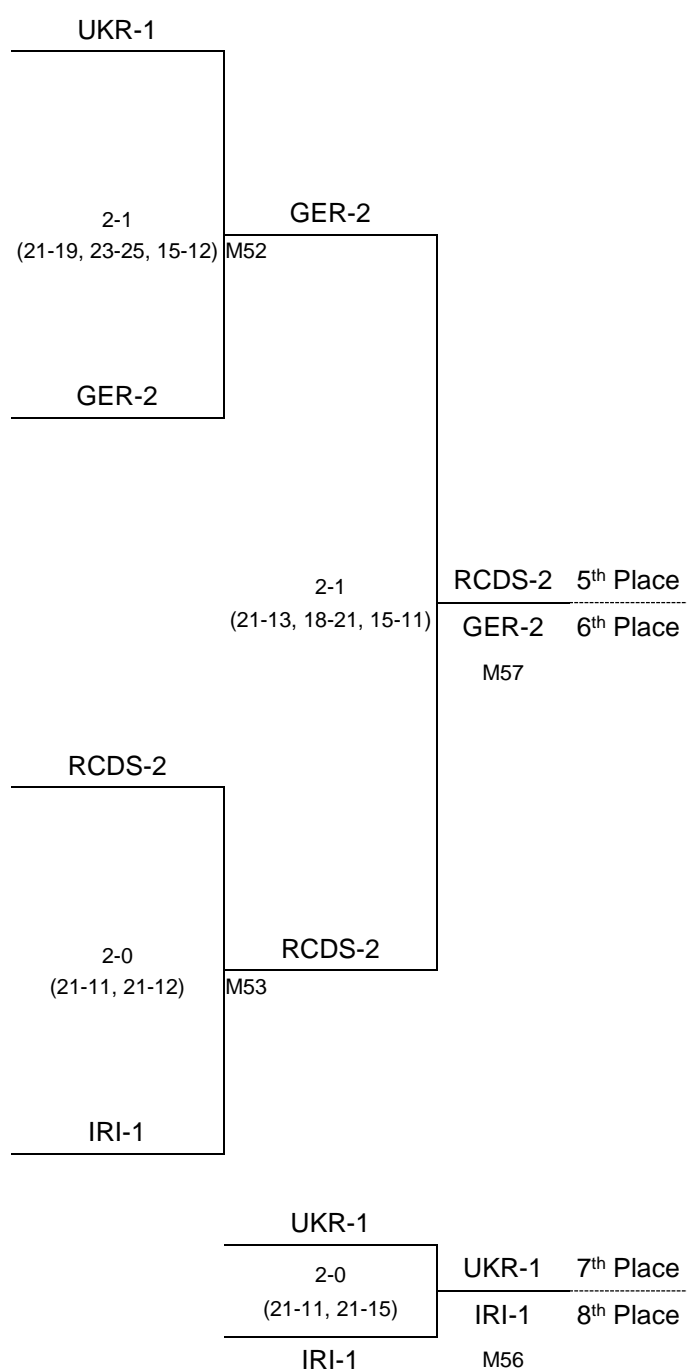 UKR-1
GER-2
2-1
(21-19, 23-25, 15-12) M52
GER-2
2-1
(21-13, 18-21, 15-11)
RCDS-2 5th Place
GER-2 6th Place
M57
RCDS-2
RCDS-2
2-0
(21-11, 21-12) M53
IRI-1
UKR-1
2-0
(21-11, 21-15)
UKR-1 7th Place
IRI-1 8th Place
IRI-1 M56